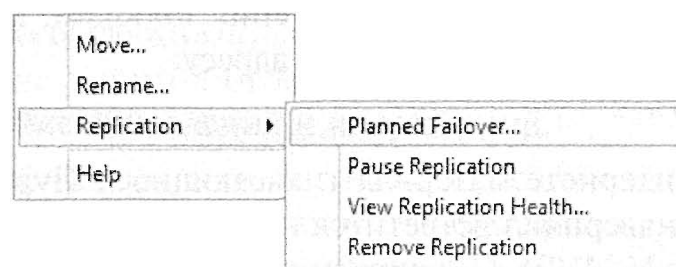 Move...
Rename...
Replication
Help
Planned Failover...
Pause Replication
View Replication Health...
Remove Replication